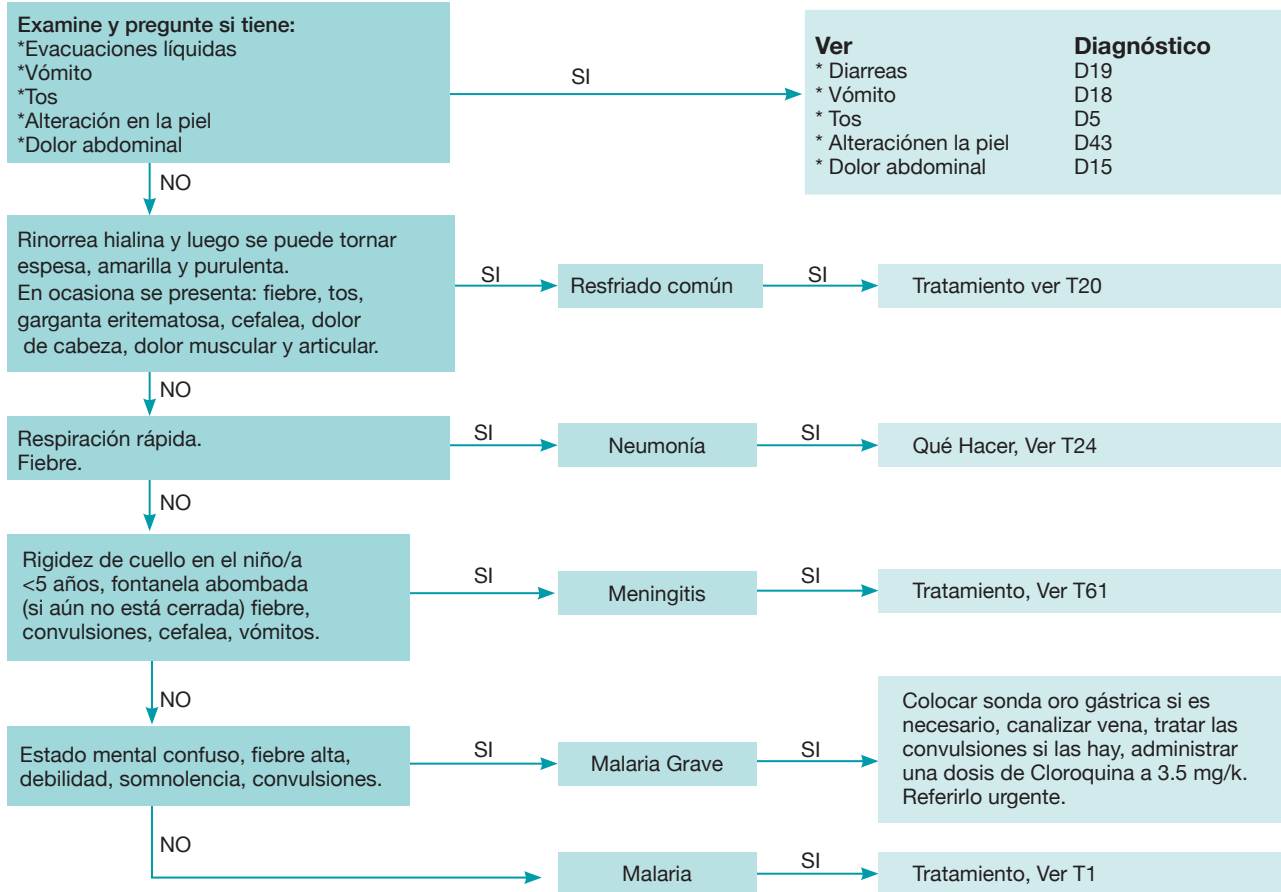 Examine y pregunte si tiene:
*Evacuaciones líquidas
*Vómito
*Tos
*Alteración en la piel
*Dolor abdominal
SI
Ver Diagnóstico
* Diarreas D19
* Vómito D18
* Tos D5
* Alteraciónen la piel D43
* Dolor abdominal D15
NO
Rinorrea hialina y luego se puede tornar
espesa, amarilla y purulenta.
En ocasiona se presenta: fiebre, tos,
garganta eritematosa, cefalea, dolor
de cabeza, dolor muscular y articular.
SI
Resfriado común
SI
Tratamiento ver T20
NO
Respiración rápida.
Fiebre.
SI
Neumonía
SI
Qué Hacer, Ver T24
NO
Rigidez de cuello en el niño/a
<5 años, fontanela abombada
(si aún no está cerrada) fiebre,
convulsiones, cefalea, vómitos.
SI
Meningitis
SI
Tratamiento, Ver T61
NO
Estado mental confuso, fiebre alta,
debilidad, somnolencia, convulsiones.
SI
Malaria Grave
SI
Colocar sonda oro gástrica si es
necesario, canalizar vena, tratar las
convulsiones si las hay, administrar
una dosis de Cloroquina a 3.5 mg/k.
Referirlo urgente.
NO
Malaria
SI
Tratamiento, Ver T1